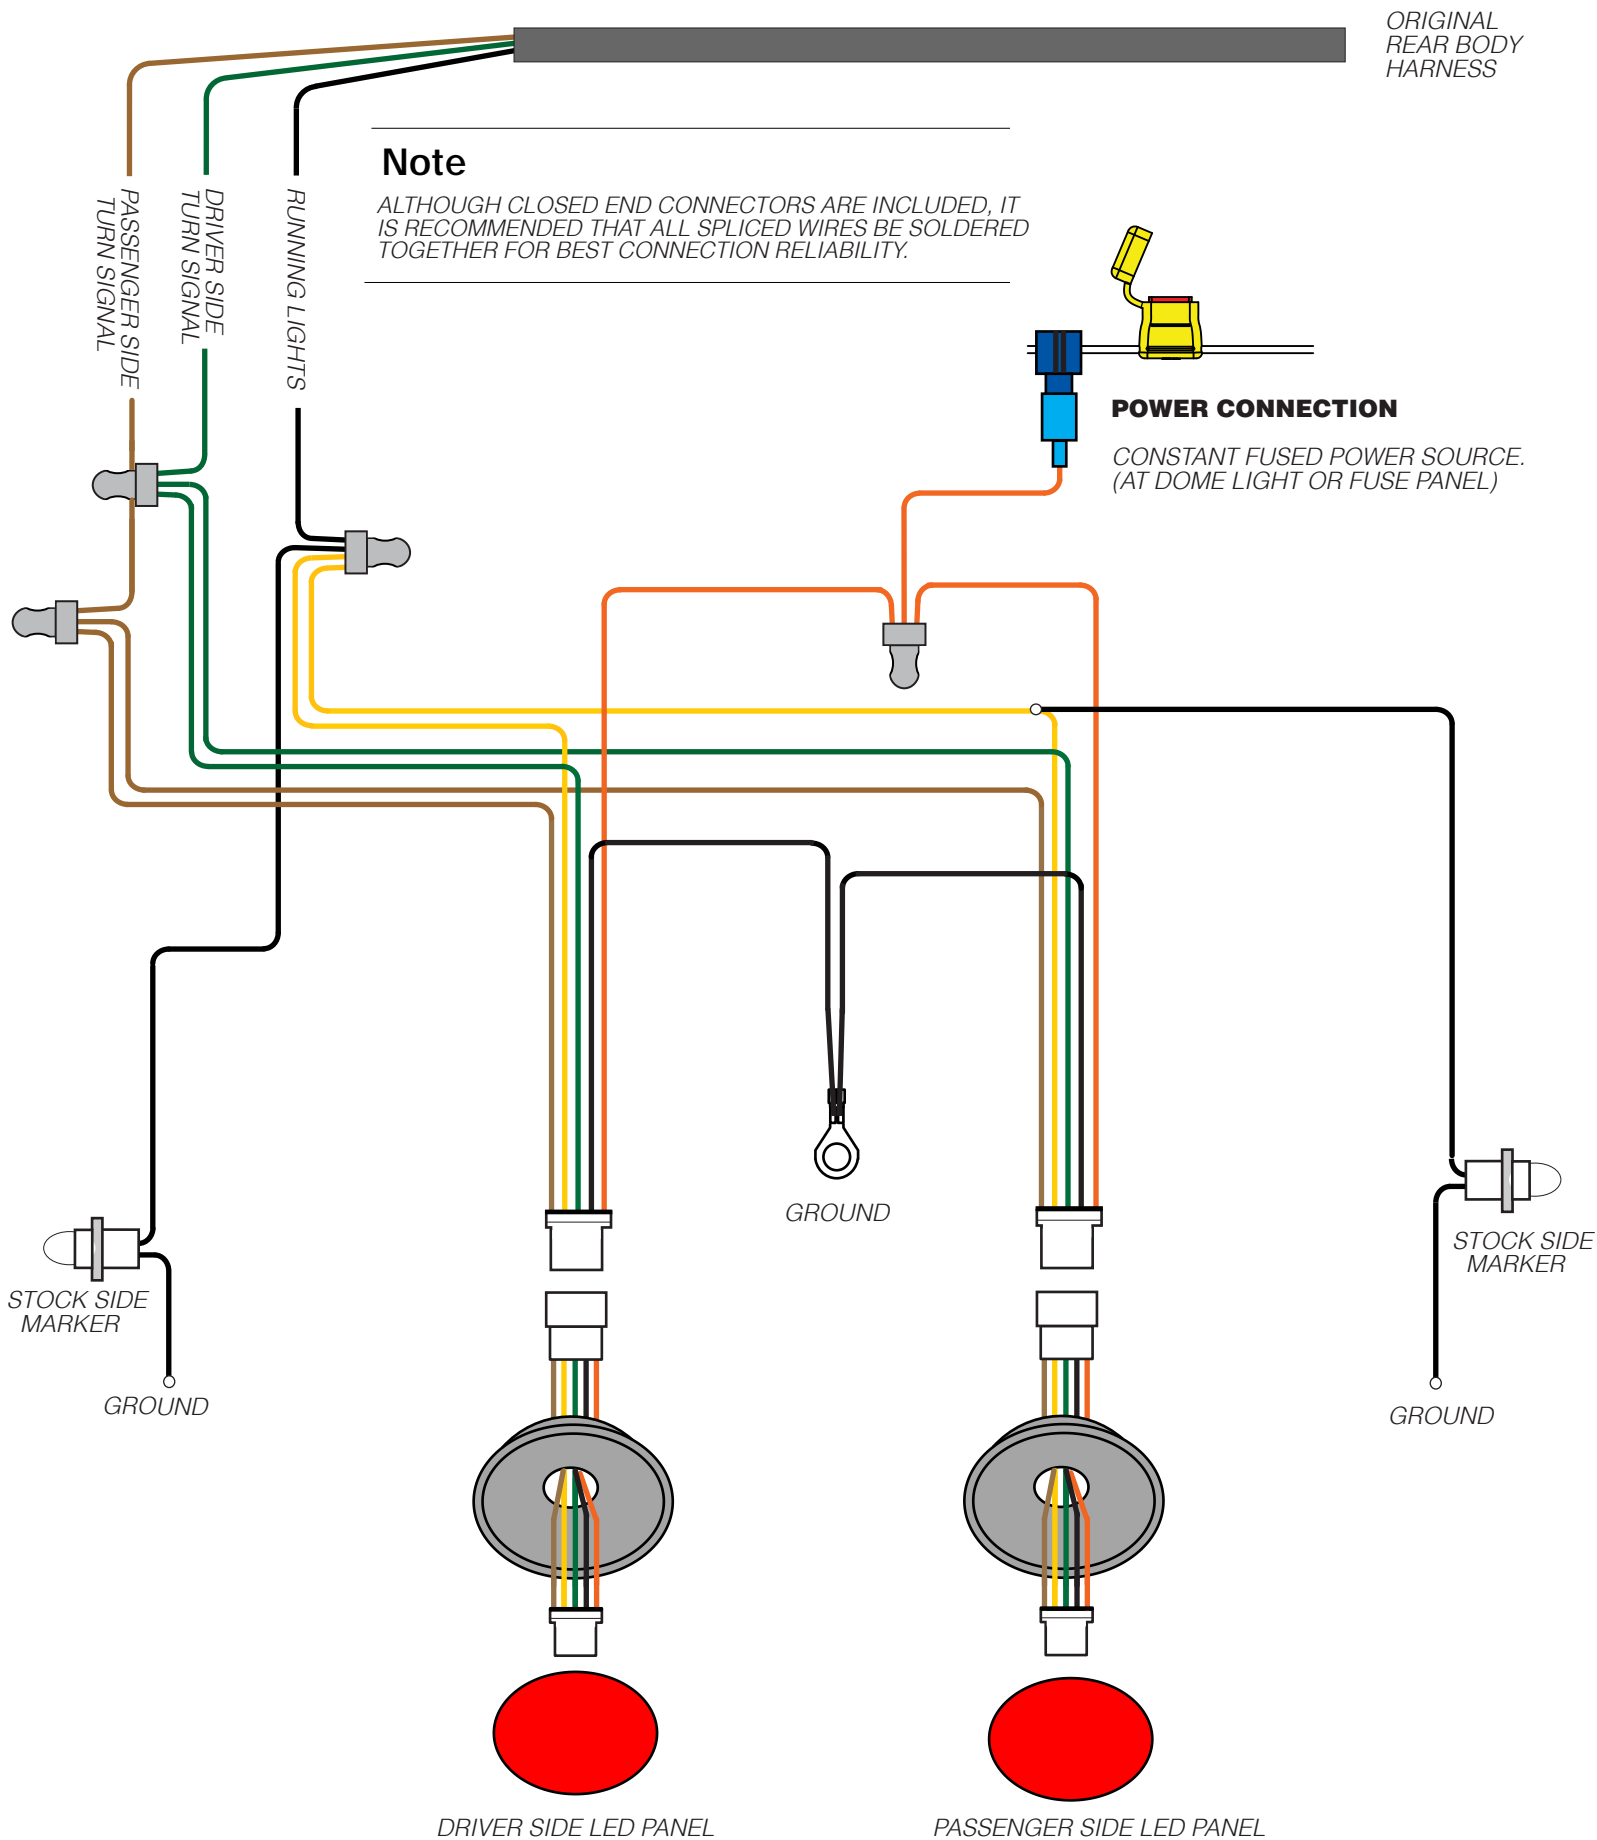 ORIGINAL
REAR BODY
HARNESS
Note
ALTHOUGH CLOSED END CONNECTORS ARE INCLUDED, IT
IS RECOMMENDED THAT ALL SPLICED WIRES BE SOLDERED
TOGETHER FOR BEST CONNECTION RELIABILITY.
PASSENGER SIDE
TURN SIGNAL
DRIVER SIDE
TURN SIGNAL
RUNNING LIGHTS
POWER CONNECTION
CONSTANT FUSED POWER SOURCE.
(AT DOME LIGHT OR FUSE PANEL)
GROUND
STOCK SIDE
MARKER
STOCK SIDE
MARKER
GROUND
GROUND
DRIVER SIDE LED PANEL
PASSENGER SIDE LED PANEL